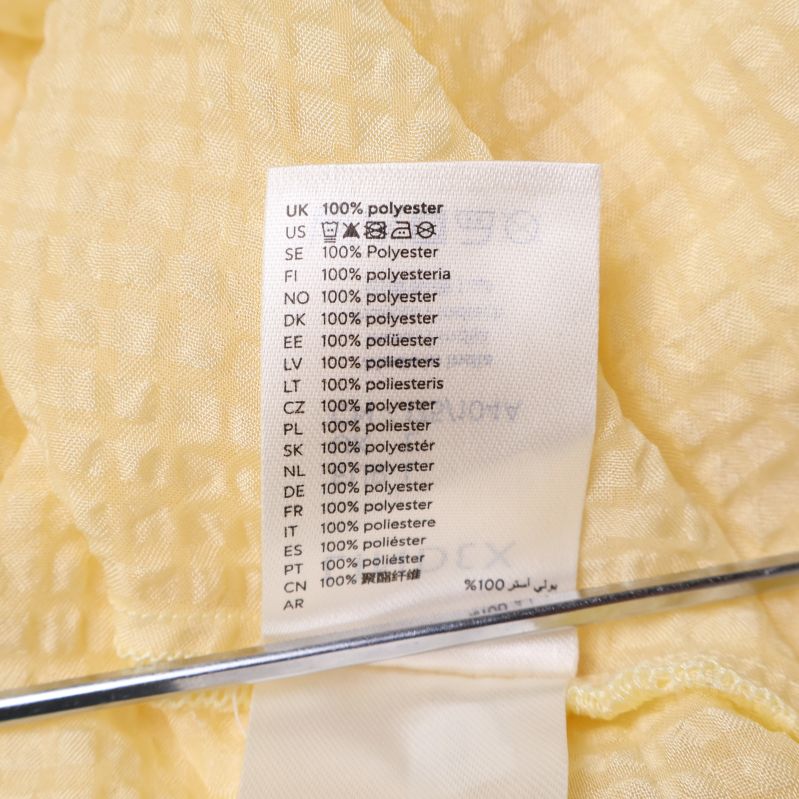 UK 100% polyester
US
SE 100% Polyester
FI 100% polyesteria
NO 100% polyester
DK 100% polyester
EE 100% polüester
LV 100% poliesters
LT 100% poliesteris
CZ 100% polyester
PL 100% poliester
SK 100% polyestér
NL 100% polyester
DE 100% polyester
FR 100% polyester
IT 100% poliestere
ES 100% poliéster
PT 100% poliéster
CN 100% 聚酯纤维
AR بولي أستر 100%